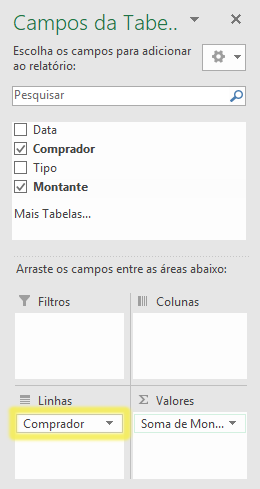 Campos da Tabe..
Escolha os campos para adicionar
ao relatório:
Pesquisar
Data
Comprador
Tipo
Montante
Mais Tabelas...
Arraste os campos entre as áreas abaixo:
Filtros
Colunas
Linhas
Σ Valores
Comprador
Soma de Mon...